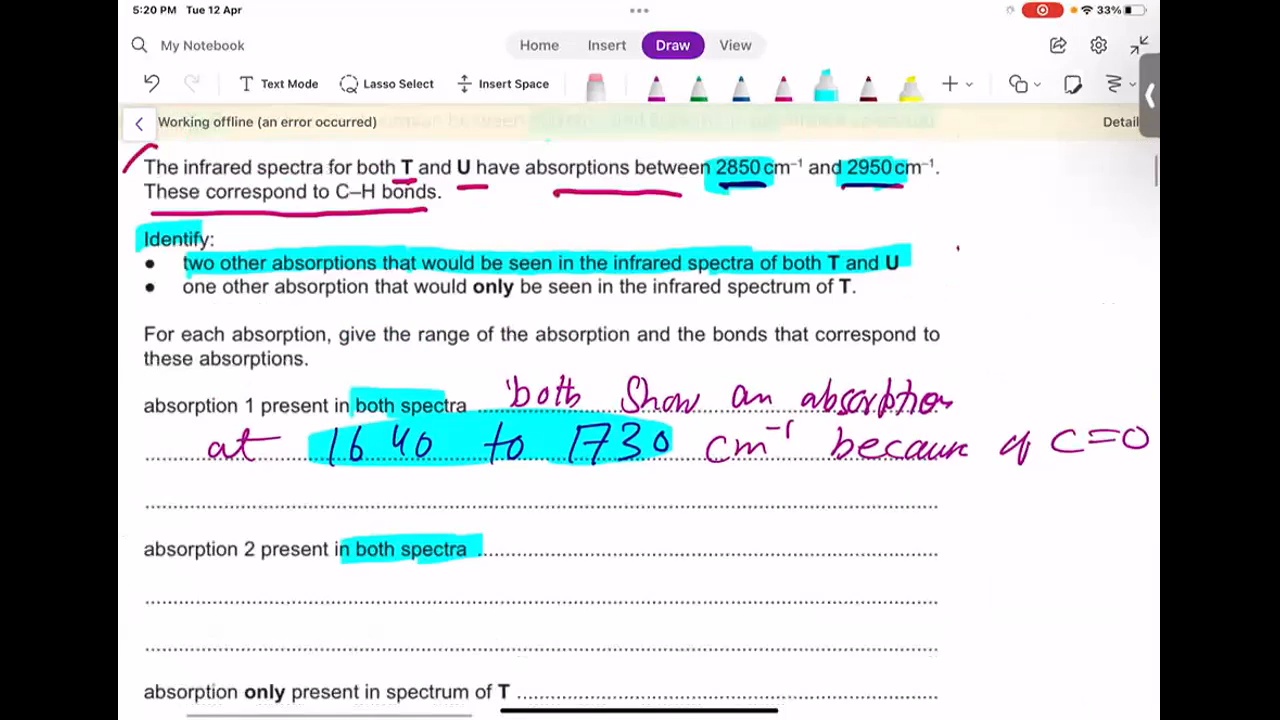 5:20 PM Tue 12 Apr
33%
My Notebook
Home Insert Draw View
Text Mode Lasso Select Insert Space
Working offline (an error occurred) Detail
The infrared spectra for both T and U have absorptions between 2850 cm⁻¹ and 2950 cm⁻¹.
These correspond to C–H bonds.
Identify:
• two other absorptions that would be seen in the infrared spectra of both T and U
• one other absorption that would only be seen in the infrared spectrum of T.
For each absorption, give the range of the absorption and the bonds that correspond to
these absorptions.
absorption 1 present in both spectra both show an absorption
at 1640 to 1730 cm⁻¹ because of C=O
absorption 2 present in both spectra
absorption only present in spectrum of T